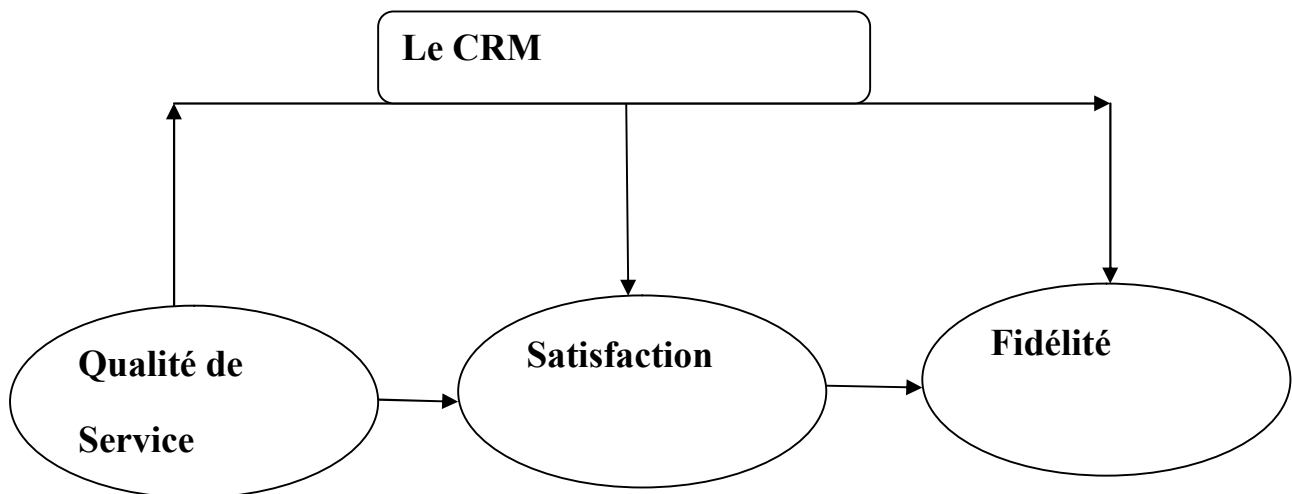 Le CRM
Qualité de
Service
Satisfaction
Fidélité